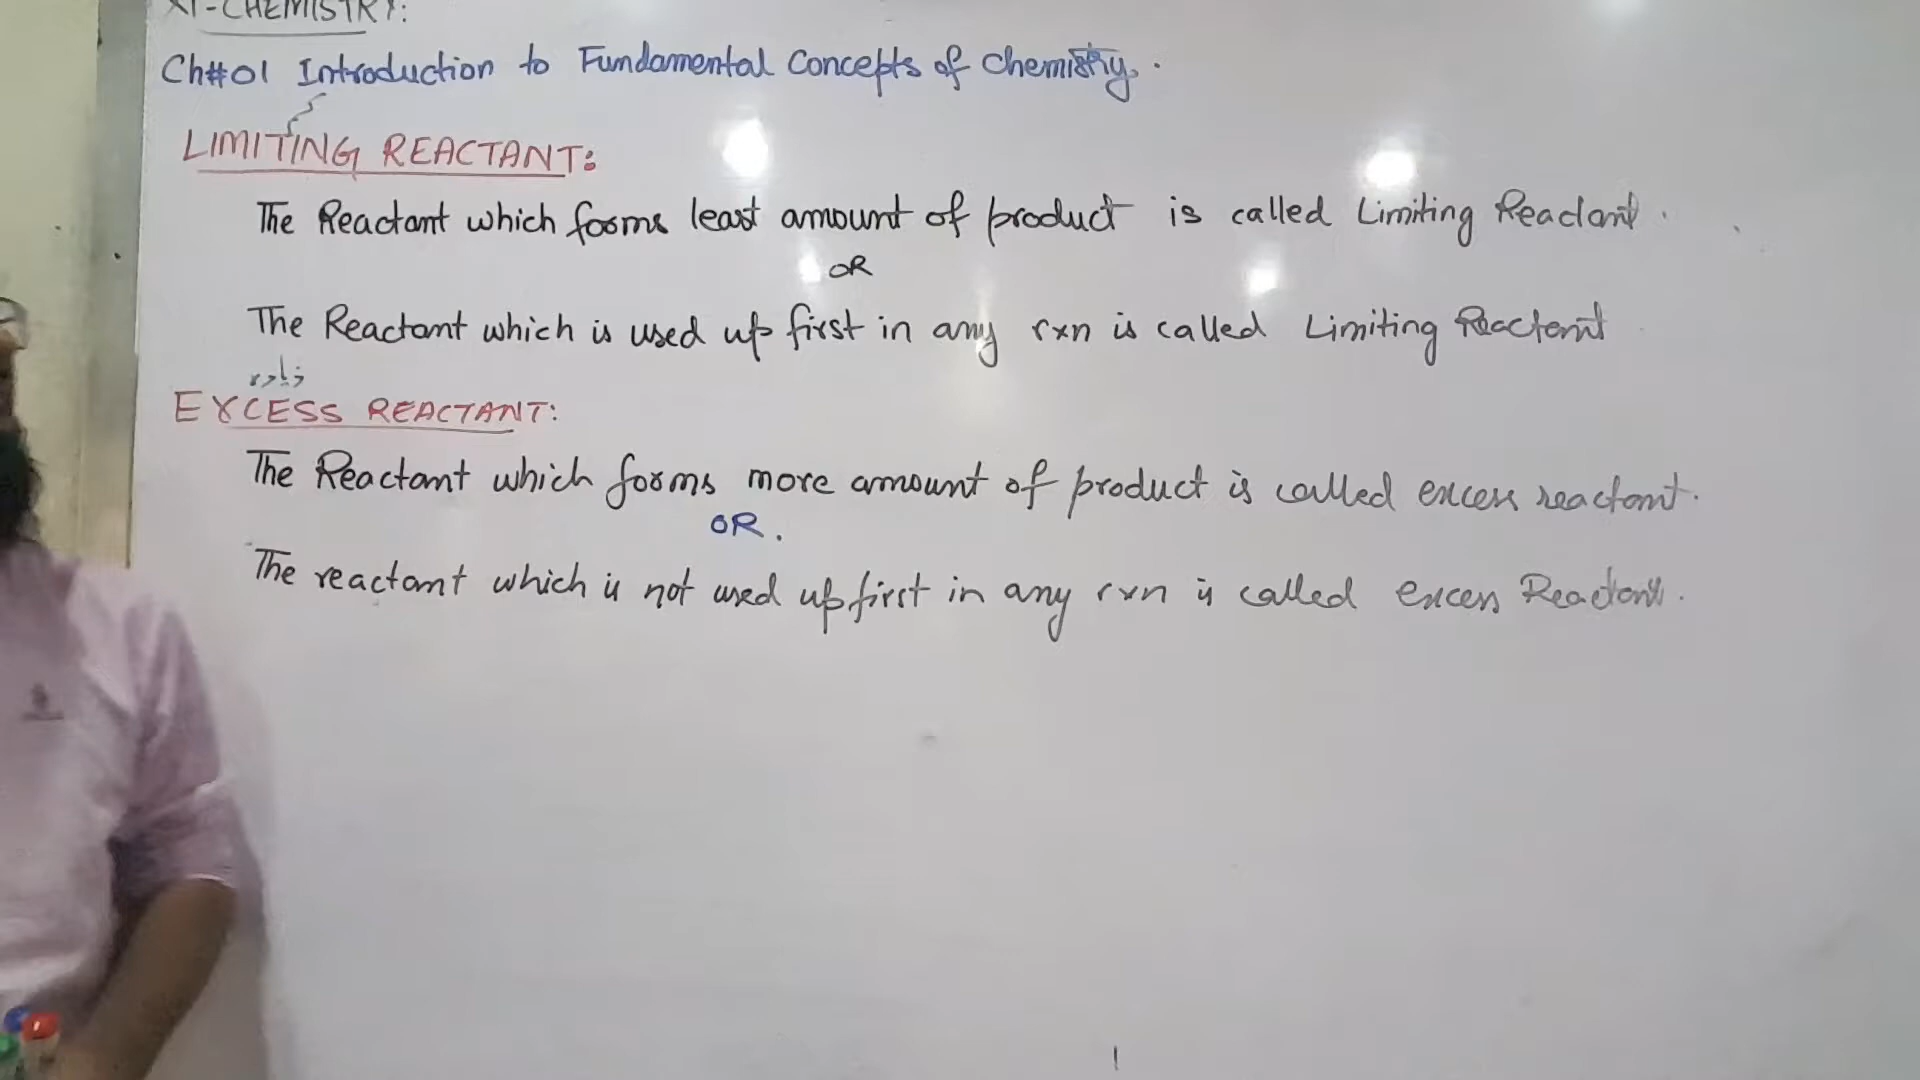 XI-CHEMISTRY:
Ch#01 Introduction to Fundamental Concepts of Chemistry.
LIMITING REACTANT:
The Reactant which forms least amount of product is called Limiting Reactant.
OR
The Reactant which is used up first in any rxn is called Limiting Reactant
زیادہ
EXCESS REACTANT:
The Reactant which forms more amount of product is called excess reactant.
OR.
The reactant which is not used up first in any rxn is called excess Reactant.